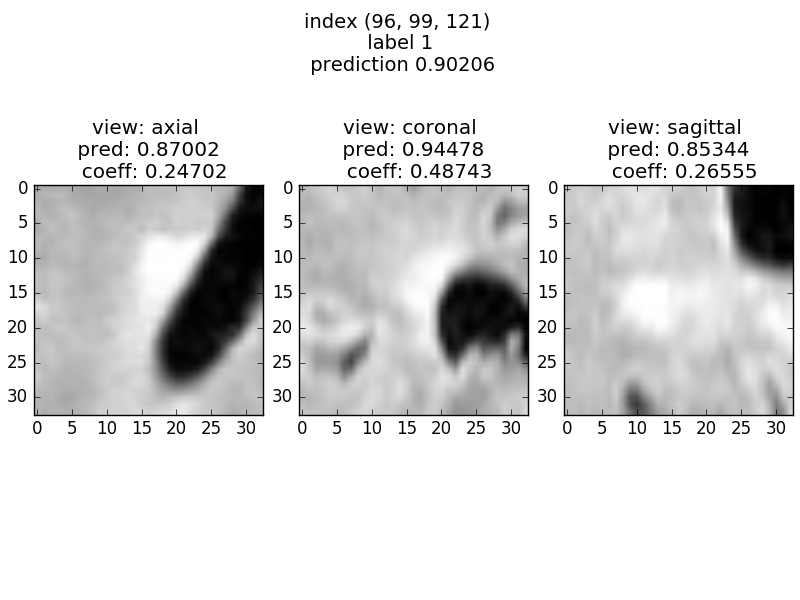 index (96, 99, 121)
label 1
prediction 0.90206
view: axial
pred: 0.87002
coeff: 0.24702
view: coronal
pred: 0.94478
coeff: 0.48743
view: sagittal
pred: 0.85344
coeff: 0.26555
0
5
10
15
20
25
30
0 5 10 15 20 25 30
0
5
10
15
20
25
30
0 5 10 15 20 25 30
0
5
10
15
20
25
30
0 5 10 15 20 25 30